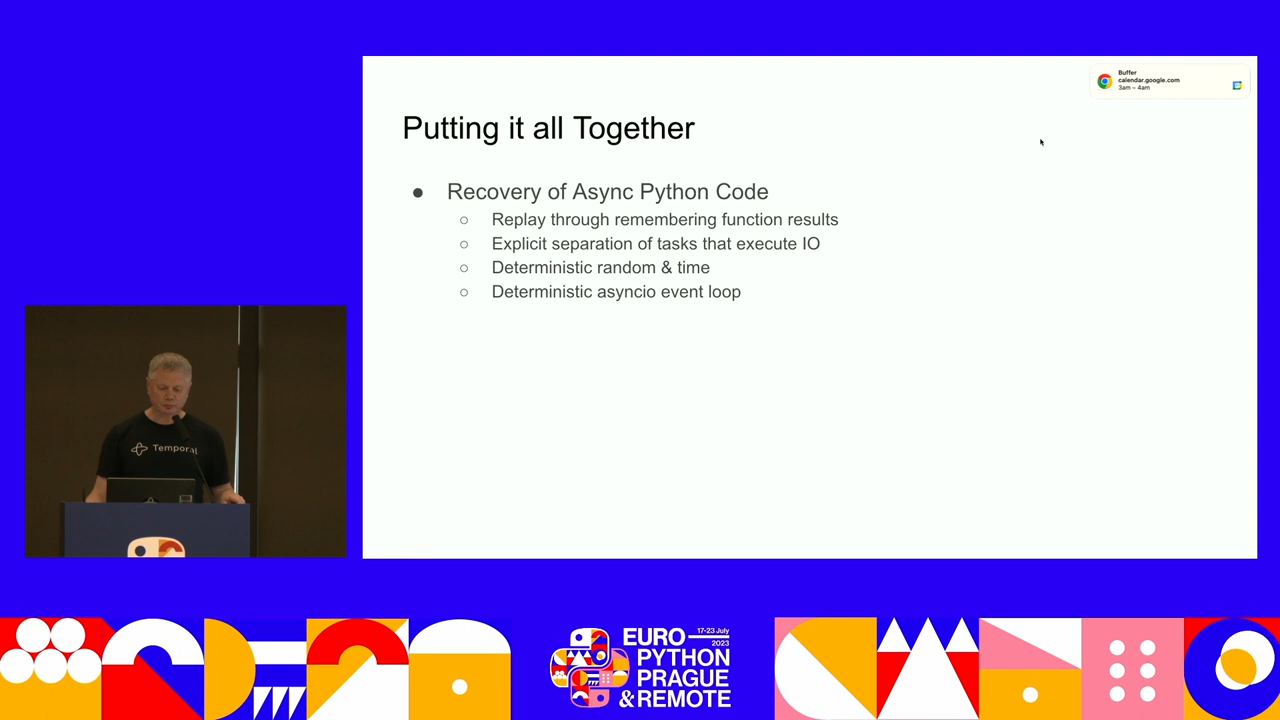 Buffer
calendar.google.com
3am – 4am
Putting it all Together
● Recovery of Async Python Code
○ Replay through remembering function results
○ Explicit separation of tasks that execute IO
○ Deterministic random & time
○ Deterministic asyncio event loop
Temporal
EURO
17-23 July
2023
PYTHON
PRAGUE
& REMOTE